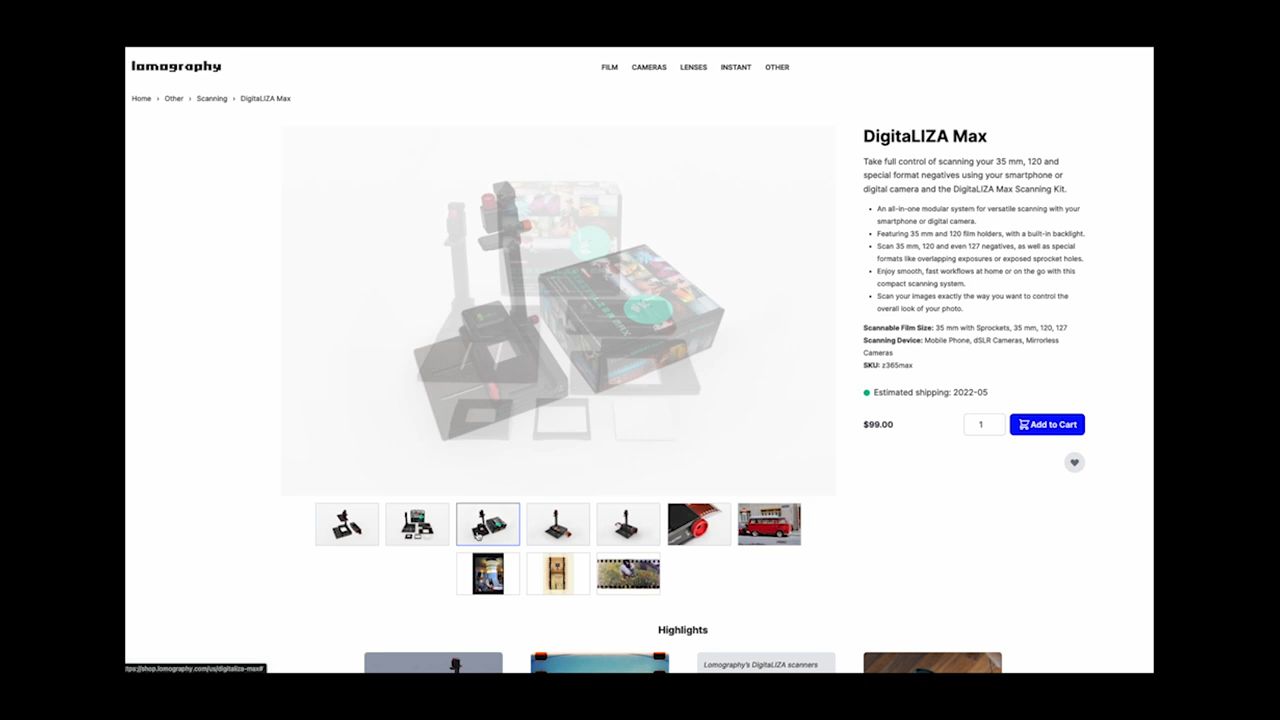 lomography
FILM CAMERAS LENSES INSTANT OTHER
Home › Other › Scanning › DigitaLIZA Max
DigitaLIZA Max
Take full control of scanning your 35 mm, 120 and
special format negatives using your smartphone or
digital camera and the DigitaLIZA Max Scanning Kit.
• An all-in-one modular system for versatile scanning with your
smartphone or digital camera.
• Featuring 35 mm and 120 film holders, with a built-in backlight.
• Scan 35 mm, 120 and even 127 negatives, as well as special
formats like overlapping exposures or exposed sprocket holes.
• Enjoy smooth, fast workflows at home or on the go with this
compact scanning system.
• Scan your images exactly the way you want to control the
overall look of your photo.
Scannable Film Size: 35 mm with Sprockets, 35 mm, 120, 127
Scanning Device: Mobile Phone, dSLR Cameras, Mirrorless
Cameras
SKU: z365max
Estimated shipping: 2022-05
$99.00 1 Add to Cart
Highlights
Lomography's DigitaLIZA scanners
ttps://shop.lomography.com/us/digitaliza-max#